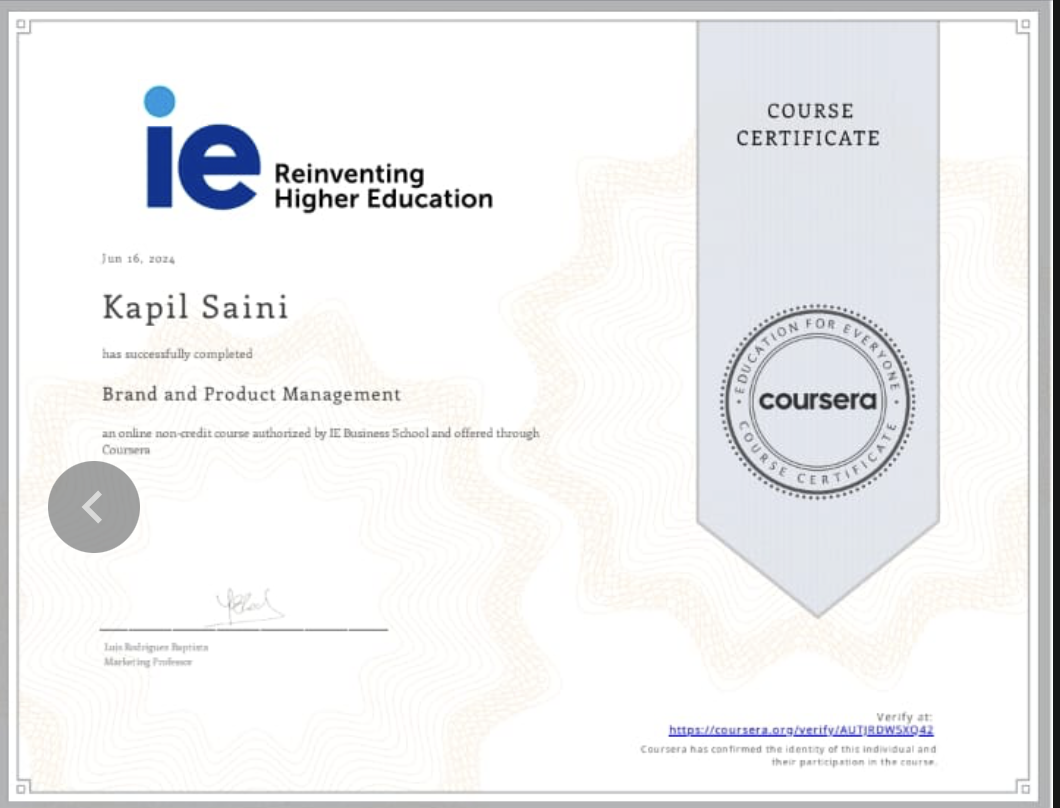 ie
Reinventing
Higher Education
Jun 16, 2024
Kapil Saini
has successfully completed
Brand and Product Management
an online non-credit course authorized by IE Business School and offered through
Coursera
Luis Rodriguez Baptista
Marketing Professor
COURSE
CERTIFICATE
EDUCATION FOR EVERYONE
coursera
COURSE CERTIFICATE
Verify at:
https://coursera.org/verify/AUTJRDW5XQ42
Coursera has confirmed the identity of this individual and
their participation in the course.